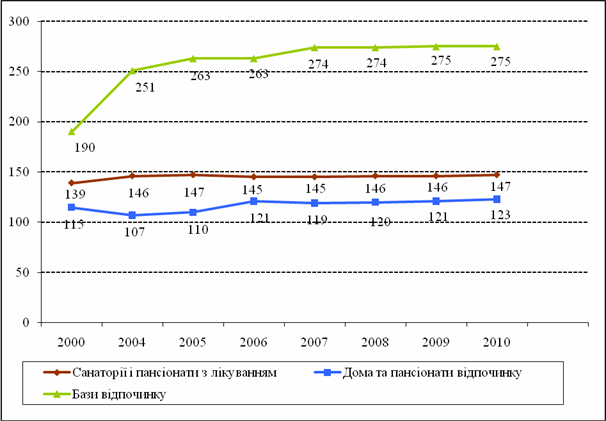 300
250
200
150
100
50
0
190 251 263 263 274 274 275 275
139 146 147 145 145 146 146 147
115 107 110 121 119 120 121 123
2000 2004 2005 2006 2007 2008 2009 2010
Санаторії і пансіонати з лікуванням Дома та пансіонати відпочинку
Бази відпочинку